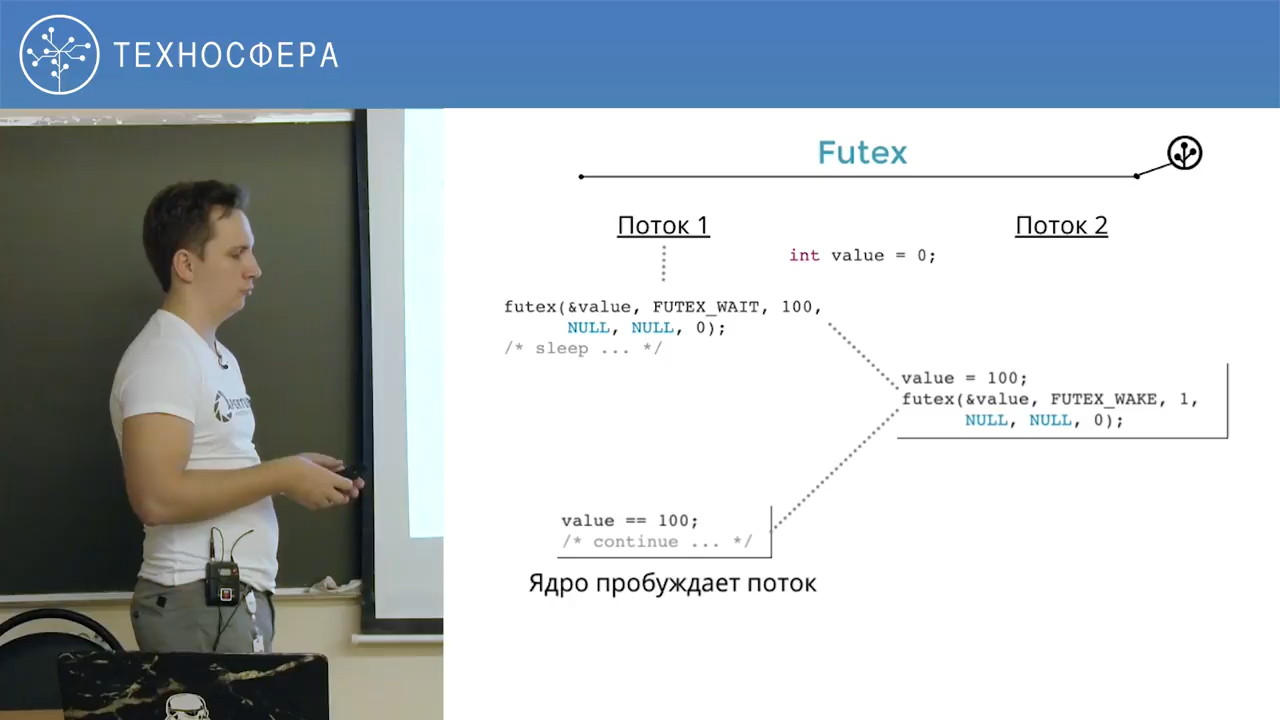 ТЕХНОСФЕРА
Futex
Поток 1
Поток 2
int value = 0;
futex(&value, FUTEX_WAIT, 100,
NULL, NULL, 0);
/* sleep ... */
value = 100;
futex(&value, FUTEX_WAKE, 1,
NULL, NULL, 0);
value == 100;
/* continue ... */
Ядро пробуждает поток